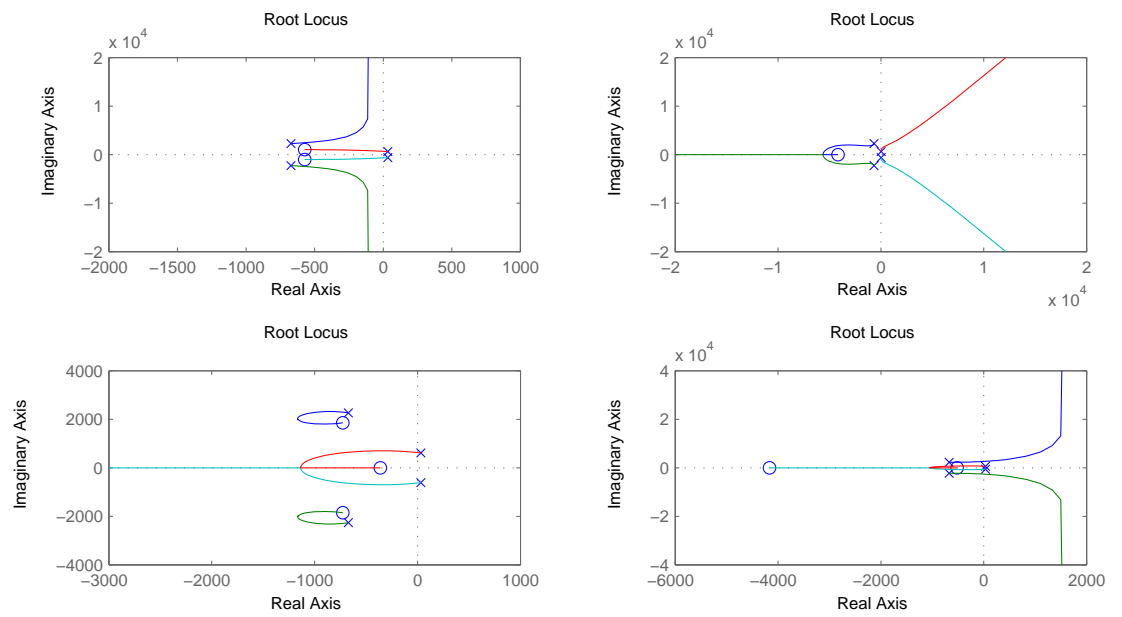 Root Locus
x 10^4
Imaginary Axis
2
1
0
−1
−2
−2000 −1500 −1000 −500 0 500 1000
Real Axis
Root Locus
x 10^4
Imaginary Axis
2
1
0
−1
−2
−2 −1 0 1 2
Real Axis
x 10^4
Root Locus
Imaginary Axis
4000
2000
0
−2000
−4000
−3000 −2000 −1000 0 1000
Real Axis
Root Locus
x 10^4
Imaginary Axis
4
2
0
−2
−4
−6000 −4000 −2000 0 2000
Real Axis